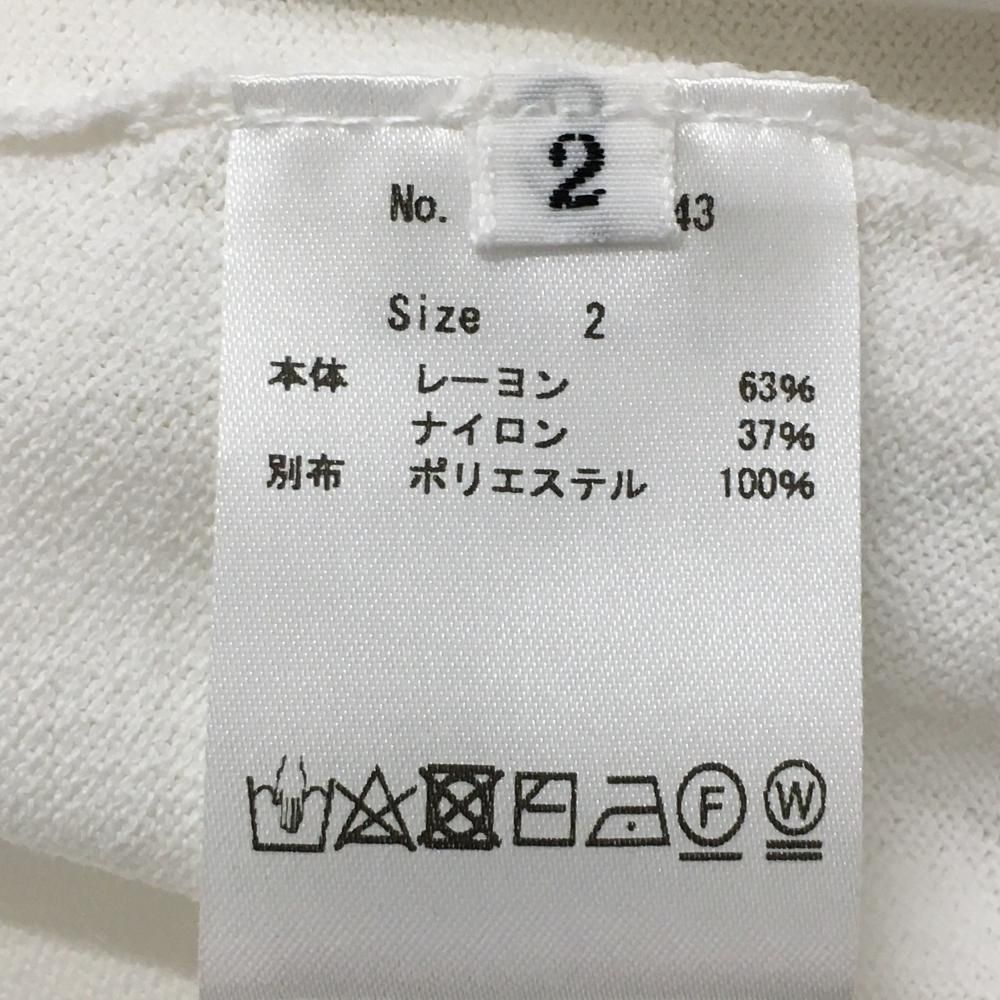 2
No. 43
Size 2
本体 レーヨン 63%
ナイロン 37%
別布 ポリエステル 100%
F W